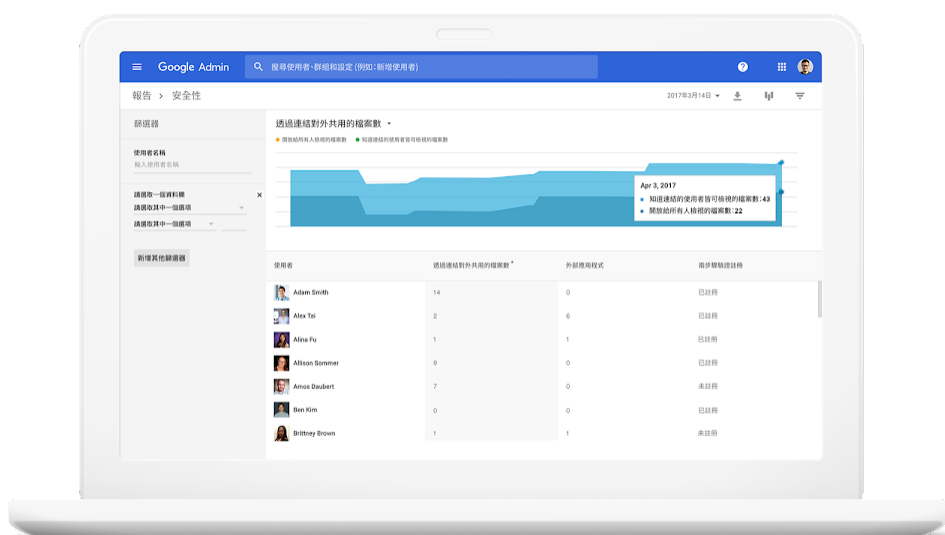 Google Admin
搜尋使用者、群組和設定 (例如：新增使用者)
報告 > 安全性
2017年3月14日
篩選器
使用者名稱
輸入使用者名稱
請選取一個資料欄
請選取其中一個選項
請選取其中一個選項
新增其他篩選器
透過連結對外共用的檔案數
開放給所有人檢視的檔案數
知道連結的使用者皆可檢視的檔案數
Apr 3, 2017
知道連結的使用者皆可檢視的檔案數：43
開放給所有人檢視的檔案數：22
使用者 透過連結對外共用的檔案數 * 外部應用程式 兩步驟驗證註冊
Adam Smith 14 0 已註冊
Alex Tai 2 6 已註冊
Alina Fu 1 1 已註冊
Allison Sommer 9 0 已註冊
Amos Daubert 7 0 未註冊
Ben Kim 0 0 已註冊
Brittney Brown 1 1 未註冊